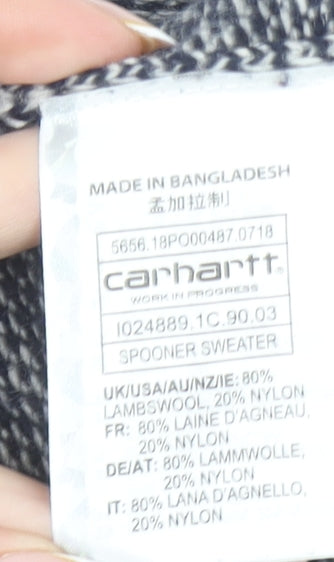 MADE IN BANGLADESH
孟加拉制
5656.18PO00487.0718
carhartt®
WORK IN PROGRESS
I024889.1C.90.03
SPOONER SWEATER
UK/USA/AU/NZ/IE: 80%
LAMBSWOOL, 20% NYLON
FR: 80% LAINE D'AGNEAU,
20% NYLON
DE/AT: 80% LAMMWOLLE,
20% NYLON
IT: 80% LANA D'AGNELLO,
20% NYLON